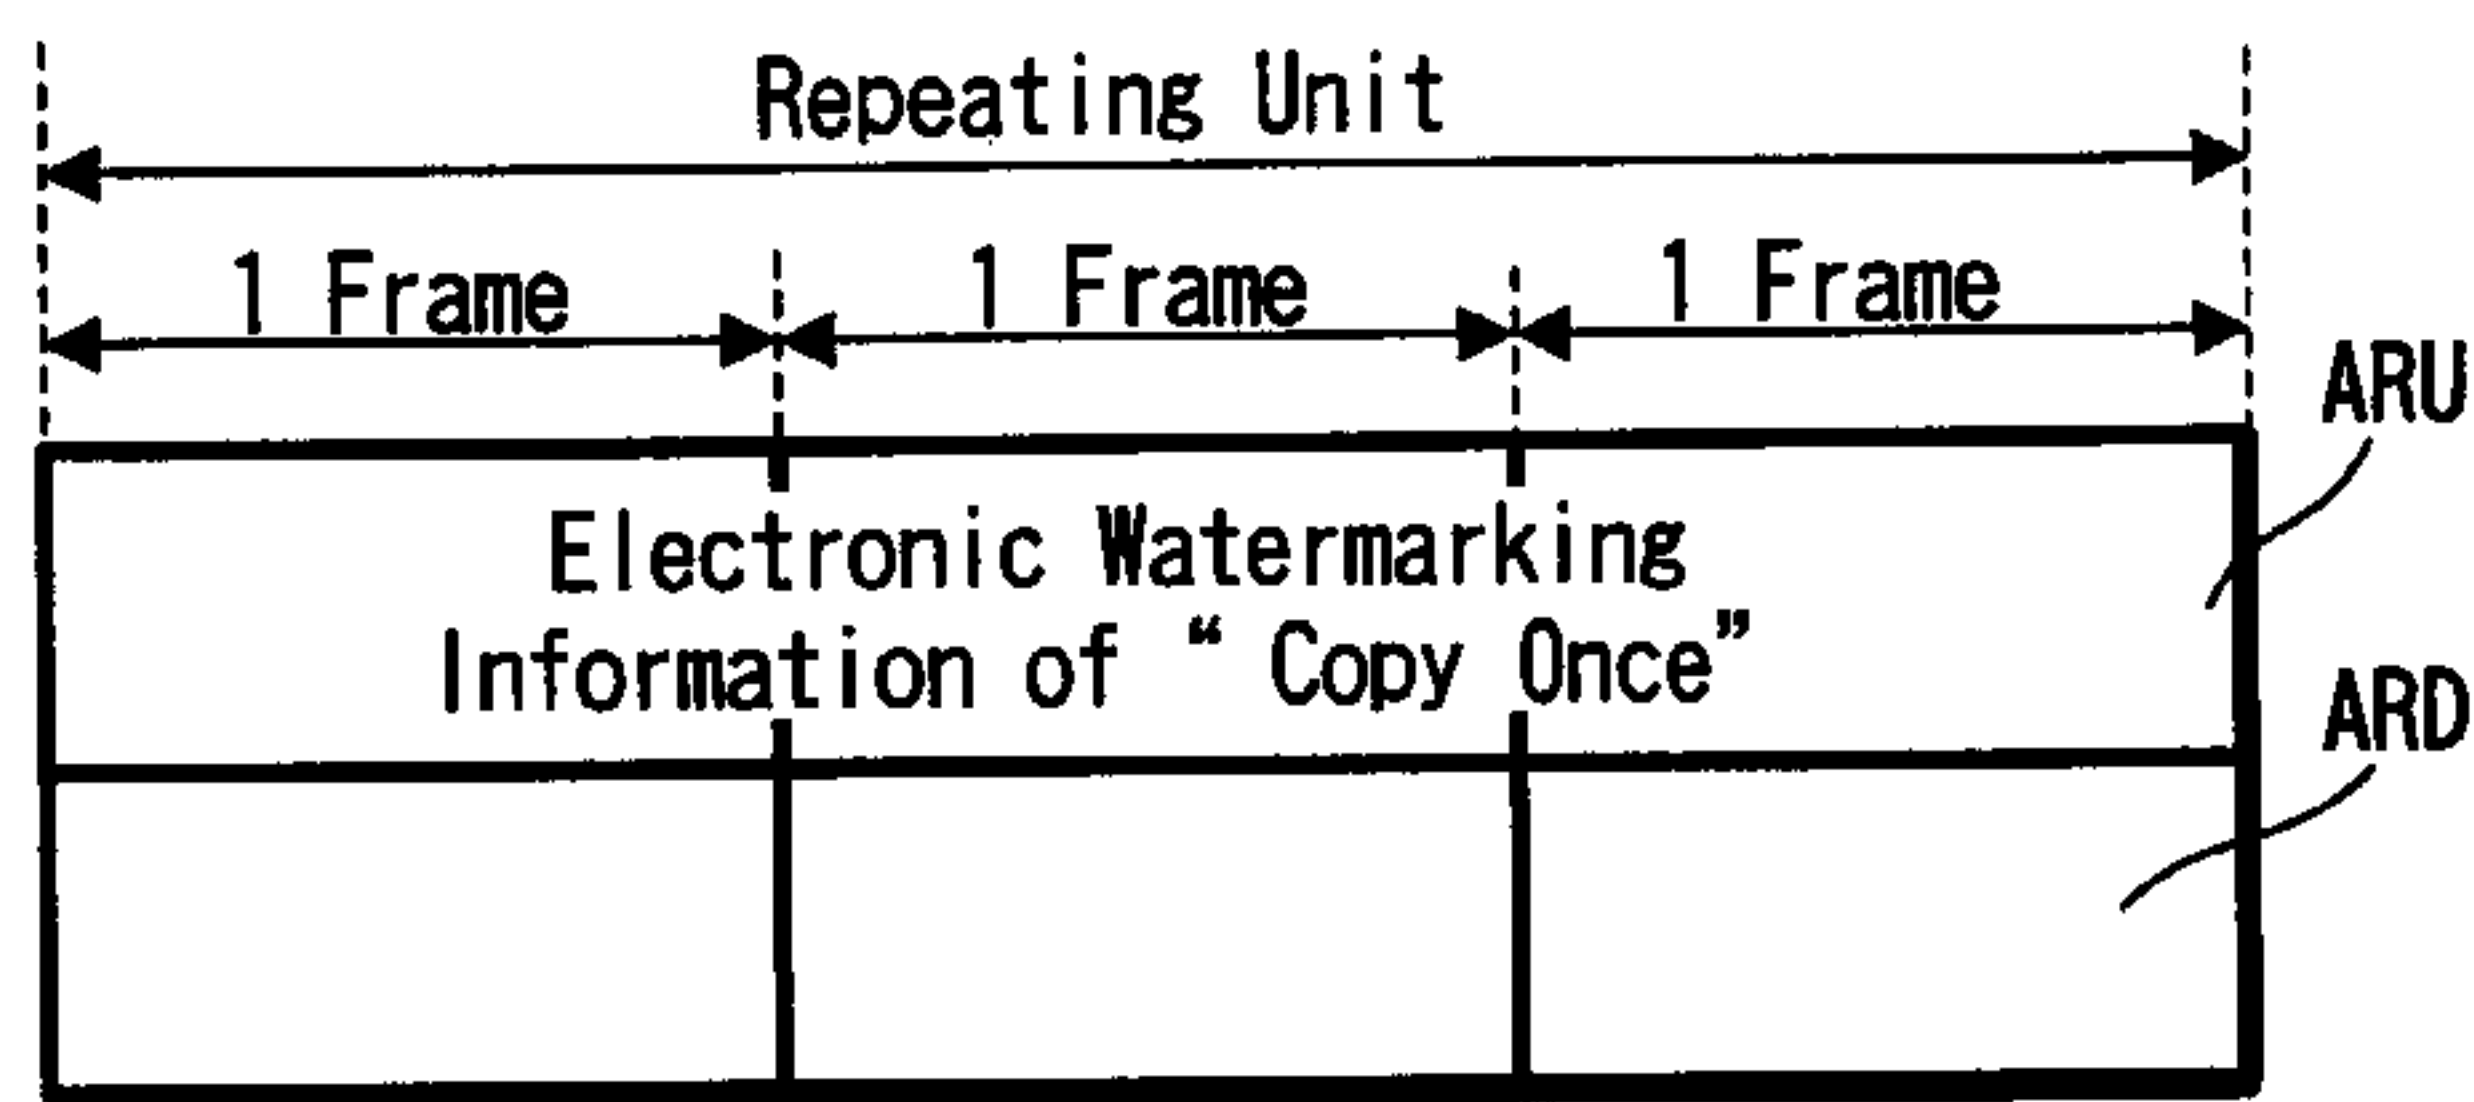 Repeating Unit
1 Frame 1 Frame 1 Frame
ARU
Electronic Watermarking
Information of “ Copy Once”
ARD